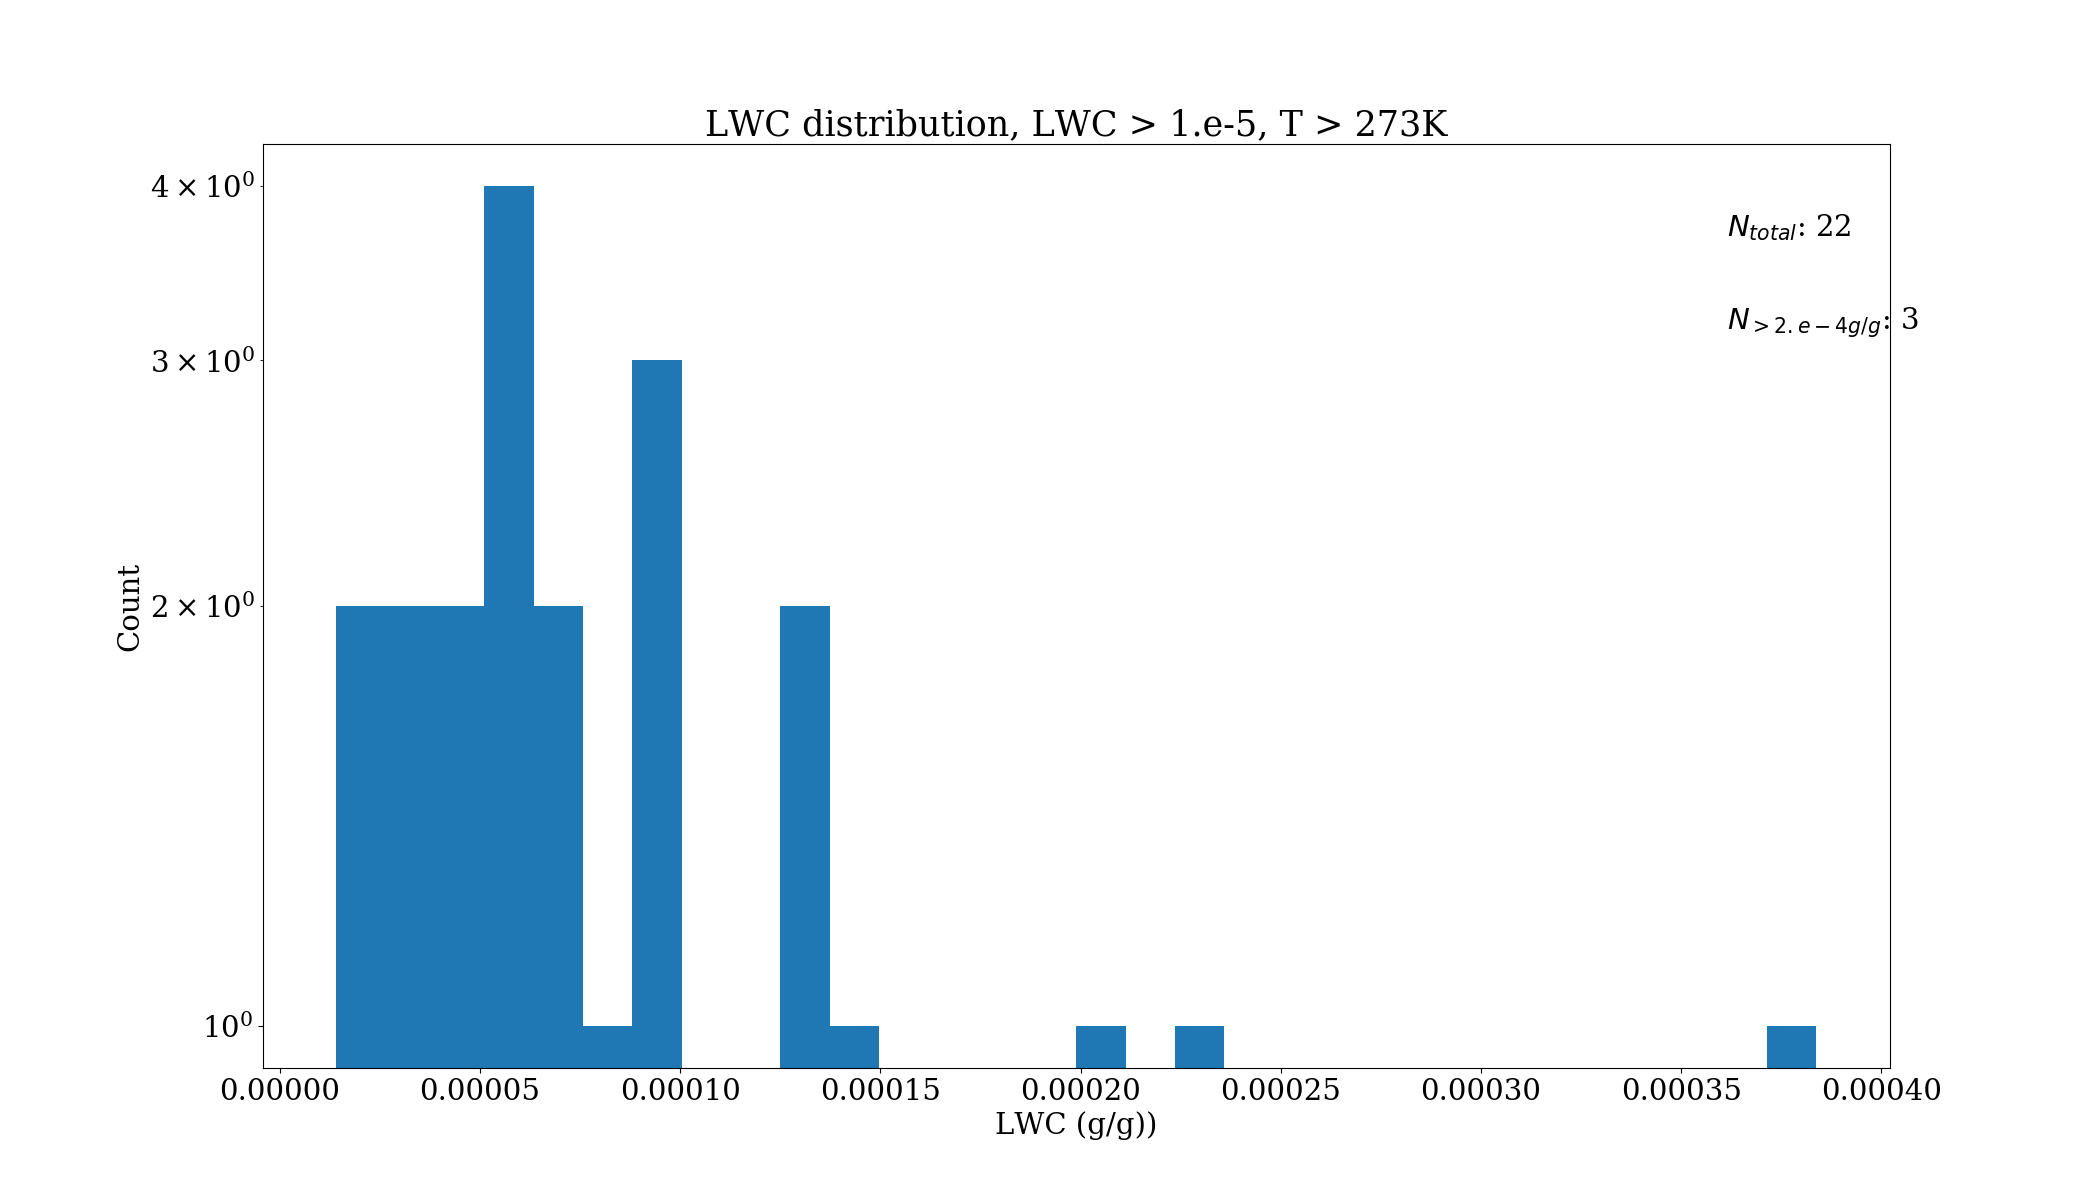 LWC distribution, LWC > 1.e-5, T > 273K
4 × 10⁰
3 × 10⁰
2 × 10⁰
10⁰
Count
N_total: 22
N_>2.e−4g/g: 3
0.00000 0.00005 0.00010 0.00015 0.00020 0.00025 0.00030 0.00035 0.00040
LWC (g/g))